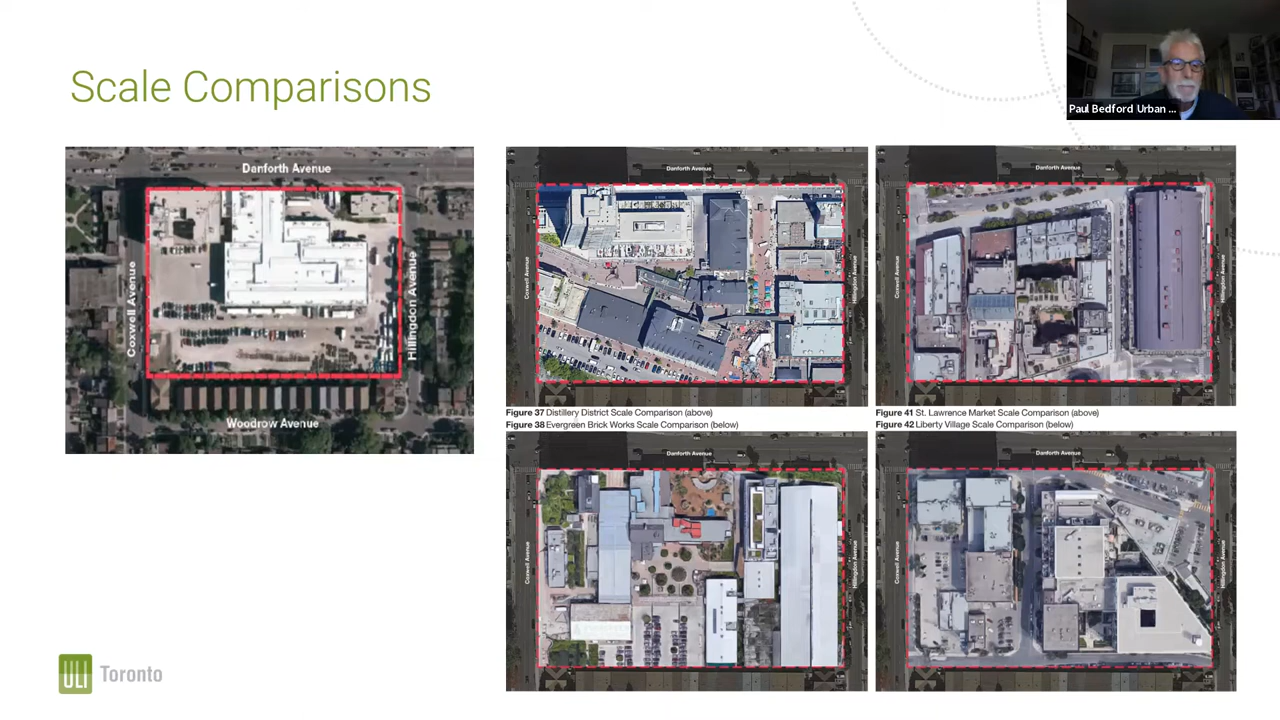 Scale Comparisons
Paul Bedford Urban ...
Danforth Avenue
Coxwell Avenue
Hillingdon Avenue
Woodrow Avenue
Danforth Avenue
Coxwell Avenue
Hillingdon Avenue
Danforth Avenue
Coxwell Avenue
Hillingdon Avenue
Figure 37 Distillery District Scale Comparison (above)
Figure 38 Evergreen Brick Works Scale Comparison (below)
Figure 41 St. Lawrence Market Scale Comparison (above)
Figure 42 Liberty Village Scale Comparison (below)
Danforth Avenue
Coxwell Avenue
Hillingdon Avenue
Danforth Avenue
Coxwell Avenue
Hillingdon Avenue
ULI Toronto